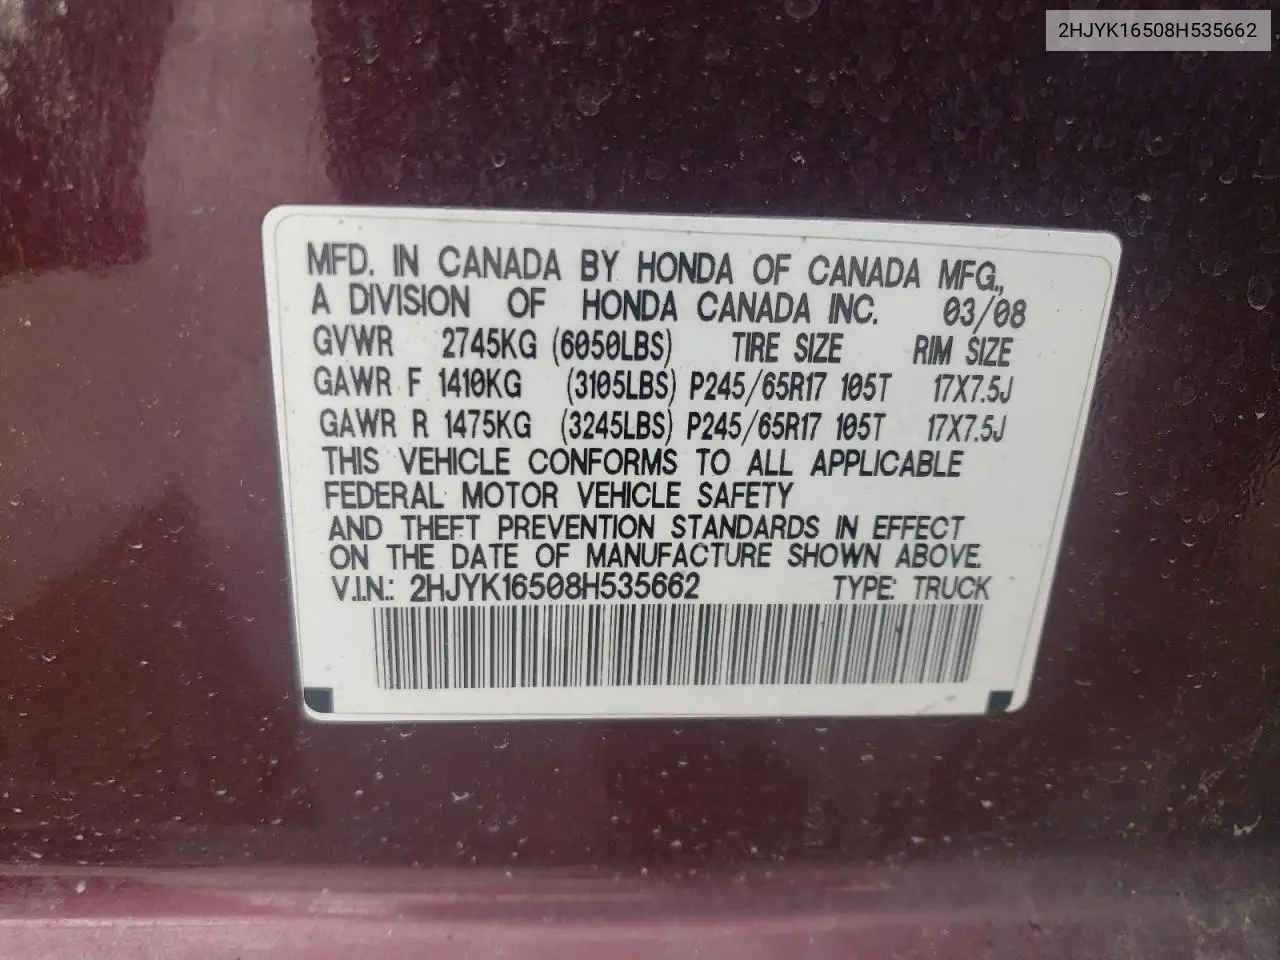 2HJYK16508H535662
MFD. IN CANADA BY HONDA OF CANADA MFG.,
A DIVISION OF HONDA CANADA INC. 03/08
GVWR 2745KG (6050LBS) TIRE SIZE RIM SIZE
GAWR F 1410KG (3105LBS) P245/65R17 105T 17X7.5J
GAWR R 1475KG (3245LBS) P245/65R17 105T 17X7.5J
THIS VEHICLE CONFORMS TO ALL APPLICABLE
FEDERAL MOTOR VEHICLE SAFETY
AND THEFT PREVENTION STANDARDS IN EFFECT
ON THE DATE OF MANUFACTURE SHOWN ABOVE.
V.I.N.: 2HJYK16508H535662 TYPE: TRUCK